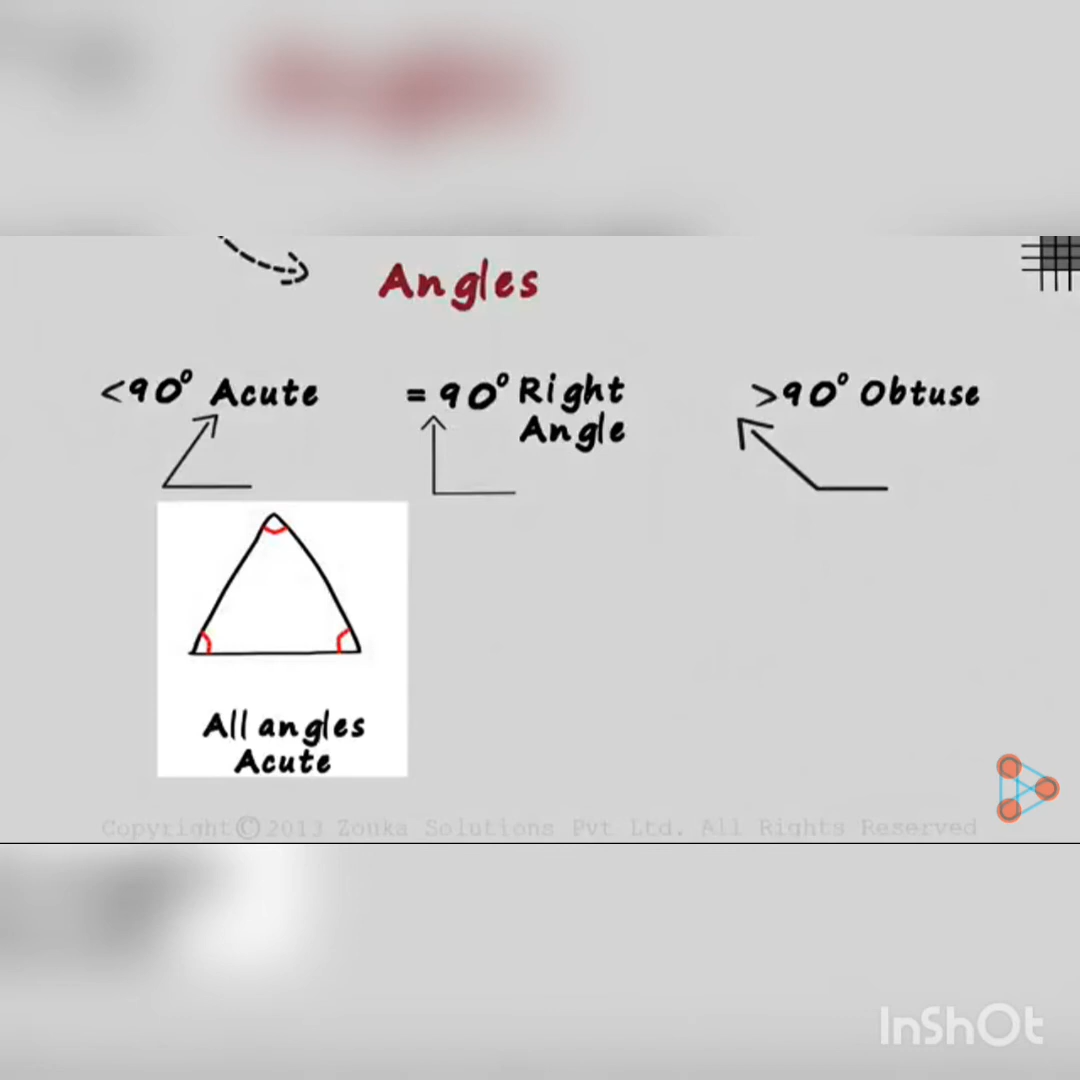 Angles
<90° Acute
= 90° Right Angle
>90° Obtuse
All angles
Acute
Copyright©2013 Zouka Solutions Pvt Ltd. All Rights Reserved
InShOt